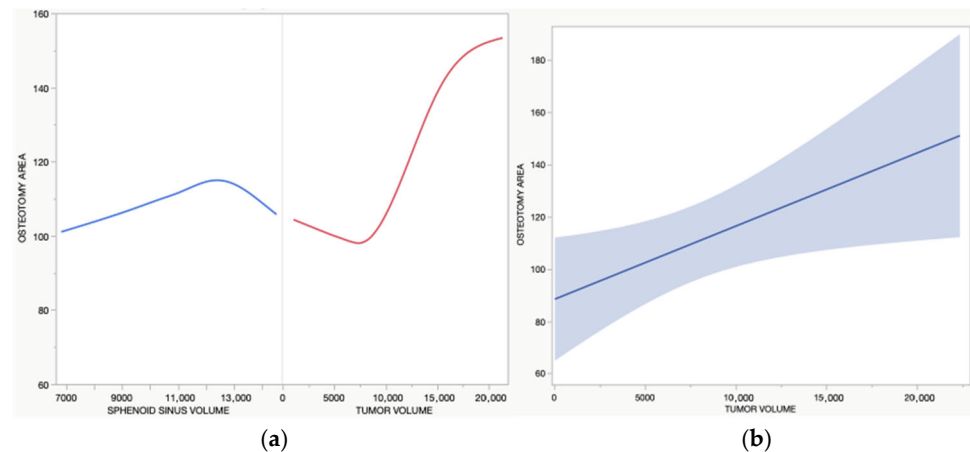 160
140
120
100
80
60
OSTEOTOMY AREA
7000 9000 11,000 13,000 0 5000 10,000 15,000 20,000
SPHENOID SINUS VOLUME TUMOR VOLUME
(a)
180
160
140
120
100
80
60
OSTEOTOMY AREA
0 5000 10,000 15,000 20,000
TUMOR VOLUME
(b)